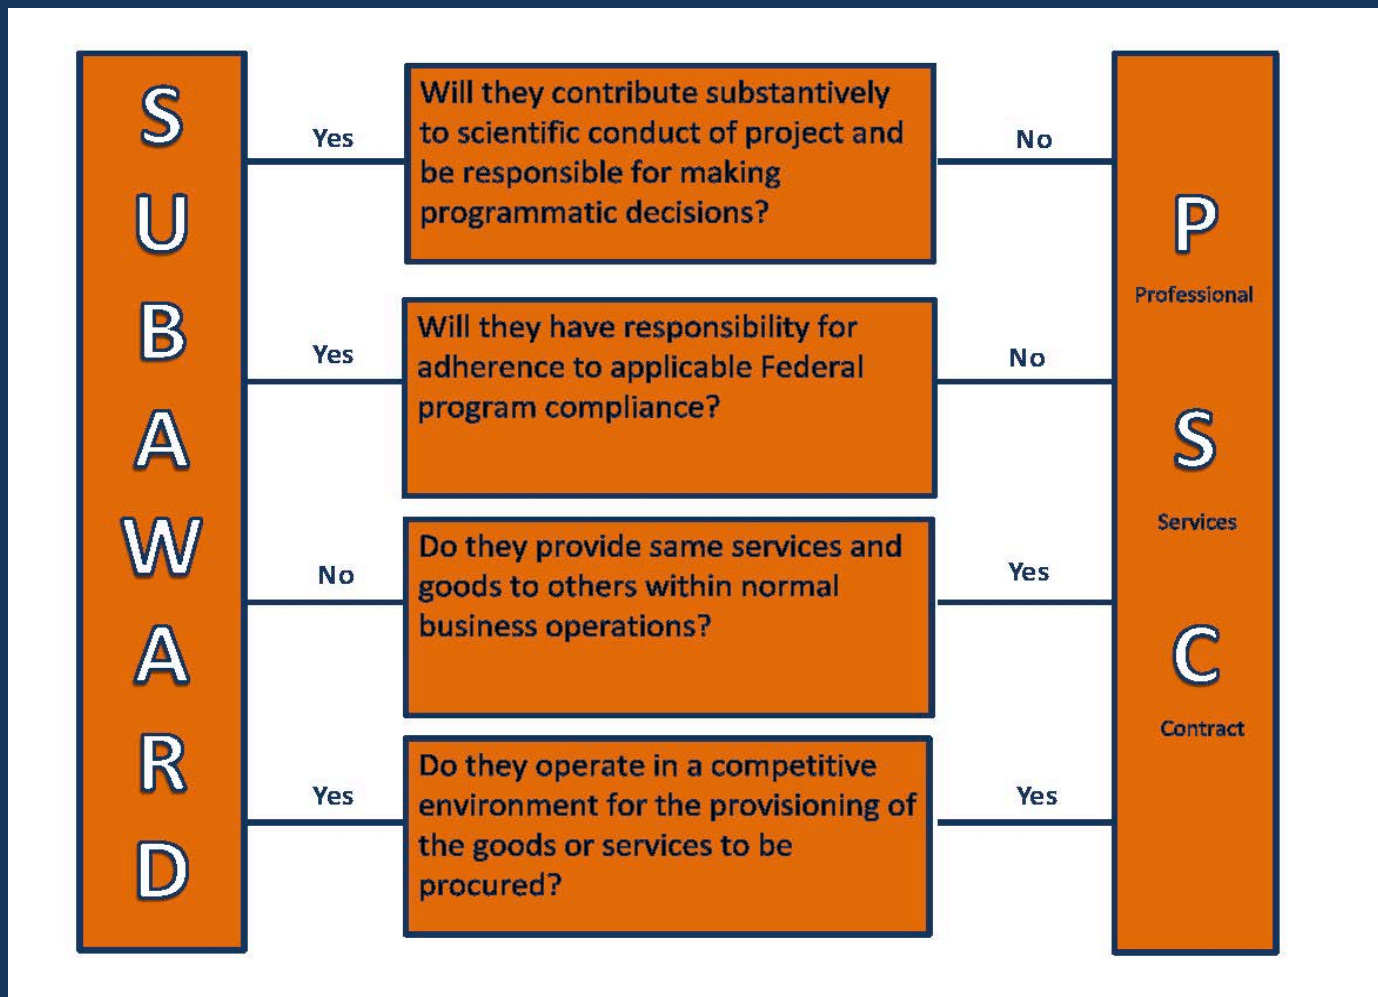 SUBAWARD
Yes
Will they contribute substantively
to scientific conduct of project and
be responsible for making
programmatic decisions?
No
Yes
Will they have responsibility for
adherence to applicable Federal
program compliance?
No
No
Do they provide same services and
goods to others within normal
business operations?
Yes
Yes
Do they operate in a competitive
environment for the provisioning of
the goods or services to be
procured?
Yes
P
Professional
S
Services
C
Contract